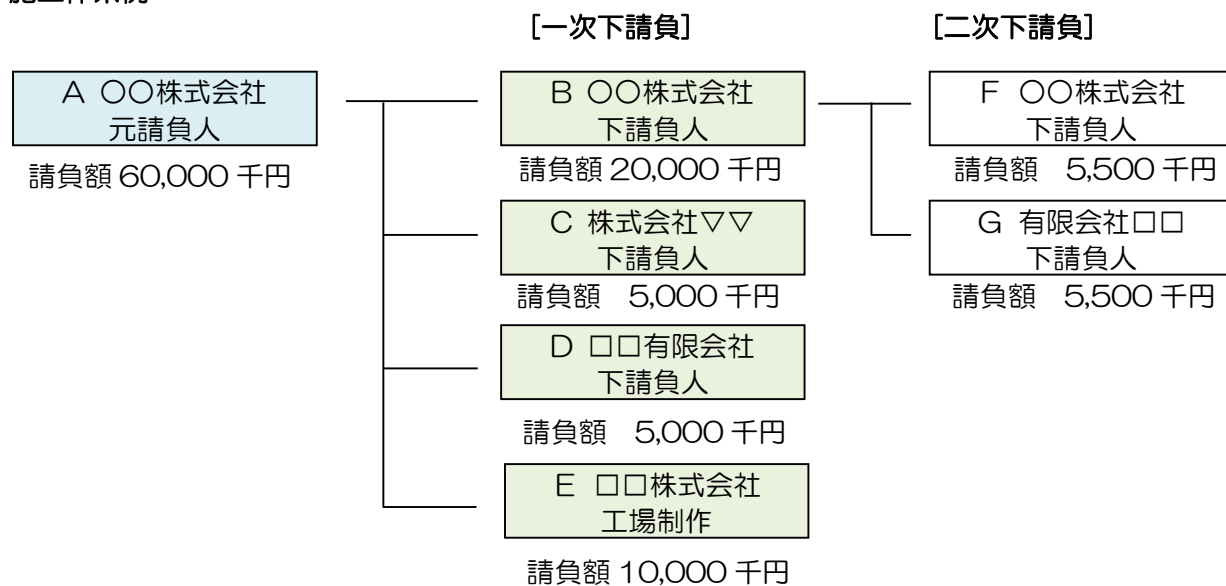 [一次下請負]
[二次下請負]
A 〇〇株式会社
元請負人
請負額 60,000 千円
B 〇〇株式会社
下請負人
請負額 20,000 千円
F 〇〇株式会社
下請負人
請負額 5,500 千円
C 株式会社▽▽
下請負人
請負額 5,000 千円
G 有限会社□□
下請負人
請負額 5,500 千円
D □□有限会社
下請負人
請負額 5,000 千円
E □□株式会社
工場制作
請負額 10,000 千円